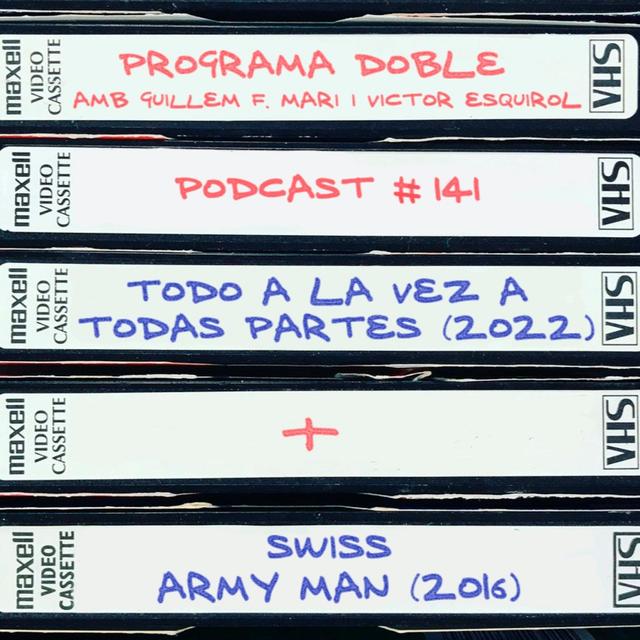 maxell
VIDEO
CASSETTE
PROGRAMA DOBLE
AMB GUILLEM F. MARI I VICTOR ESQUIROL
VHS
maxell
VIDEO
CASSETTE
PODCAST # 141
VHS
maxell
VIDEO
CASSETTE
TODO A LA VEZ A
TODAS PARTES (2022)
VHS
maxell
VIDEO
CASSETTE
+
VHS
maxell
VIDEO
CASSETTE
SWISS
ARMY MAN (2016)
VHS